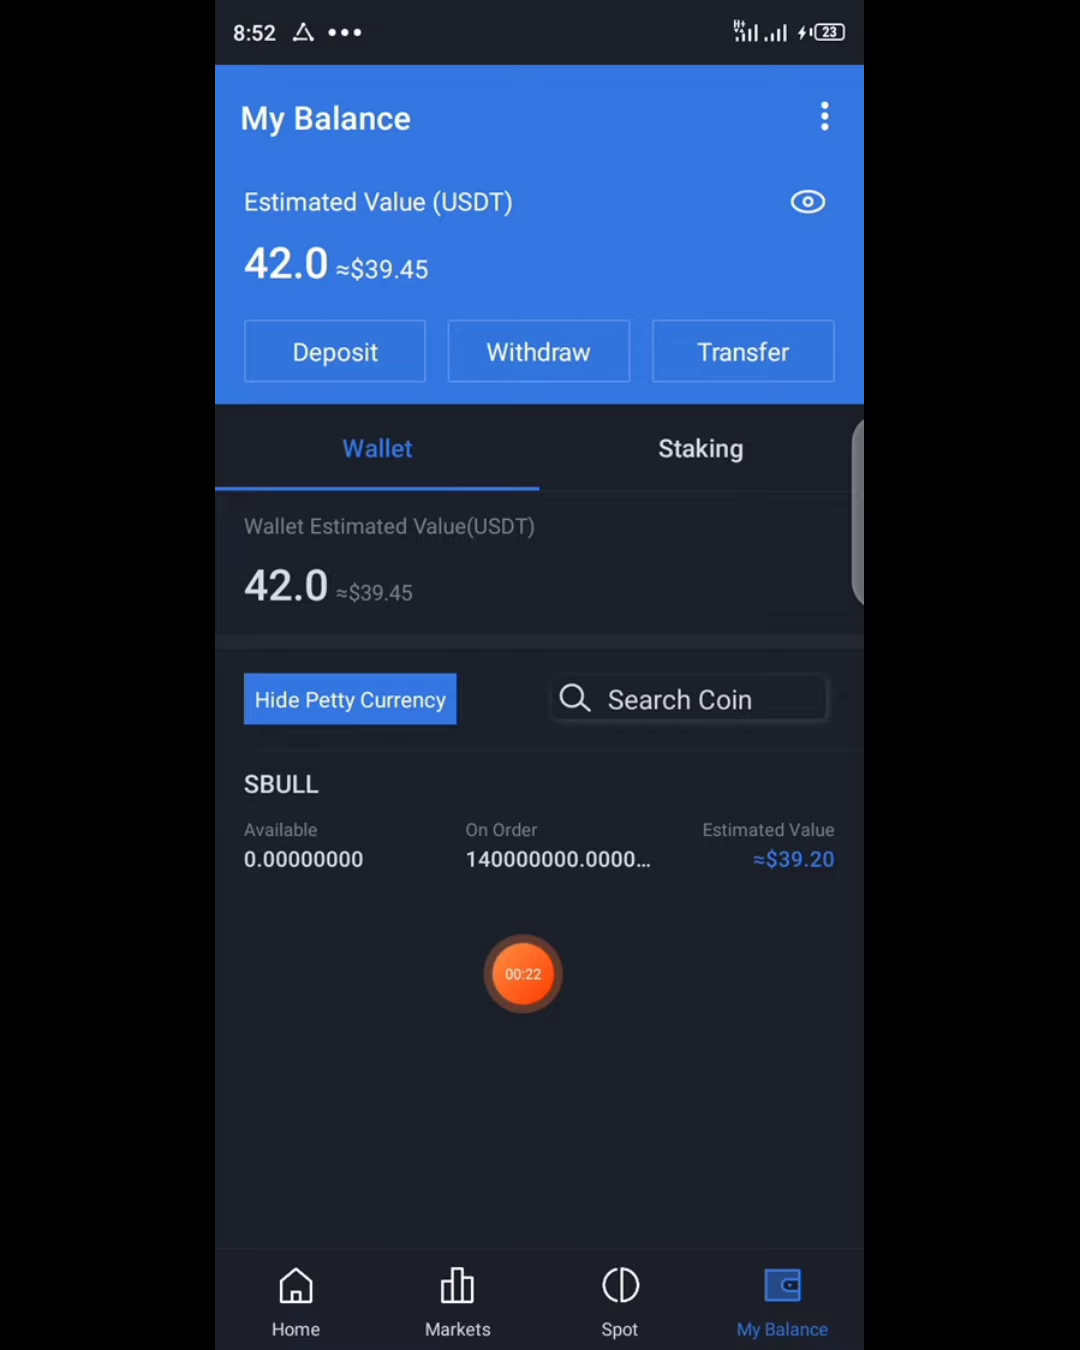 8:52
H+
23
My Balance
Estimated Value (USDT)
42.0 ≈$39.45
Deposit Withdraw Transfer
Wallet Staking
Wallet Estimated Value(USDT)
42.0 ≈$39.45
Hide Petty Currency Search Coin
SBULL
Available On Order Estimated Value
0.00000000 140000000.0000... ≈$39.20
00:22
Home Markets Spot My Balance